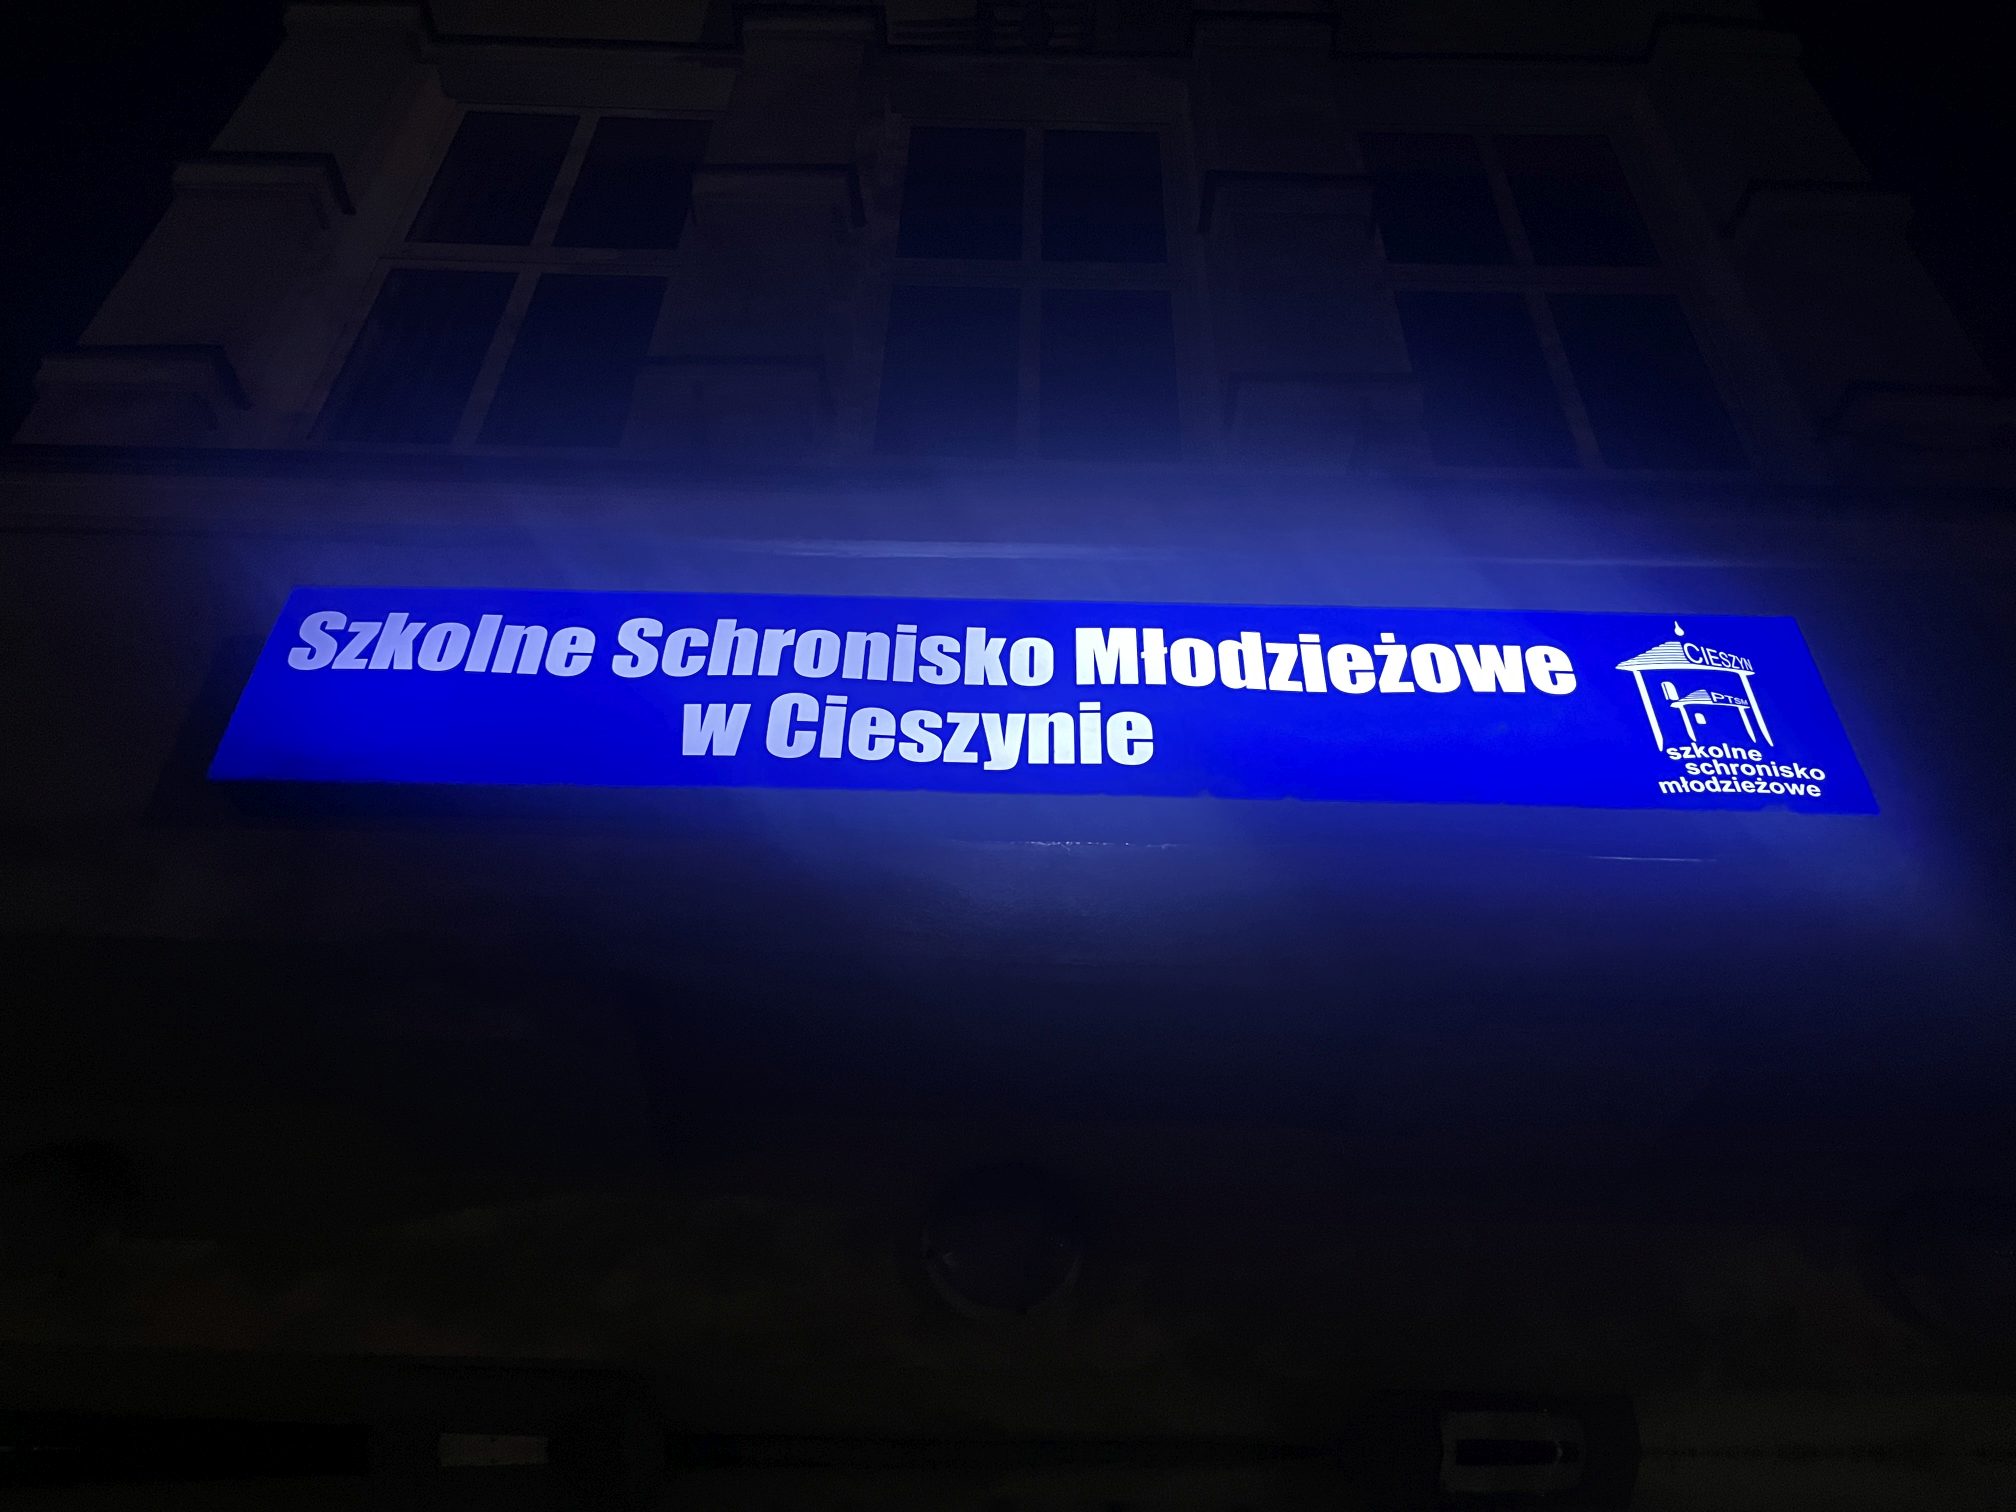 Szkolne Schronisko Młodzieżowe
w Cieszynie
CIESZYN
PTSM
szkolne
schronisko
młodzieżowe